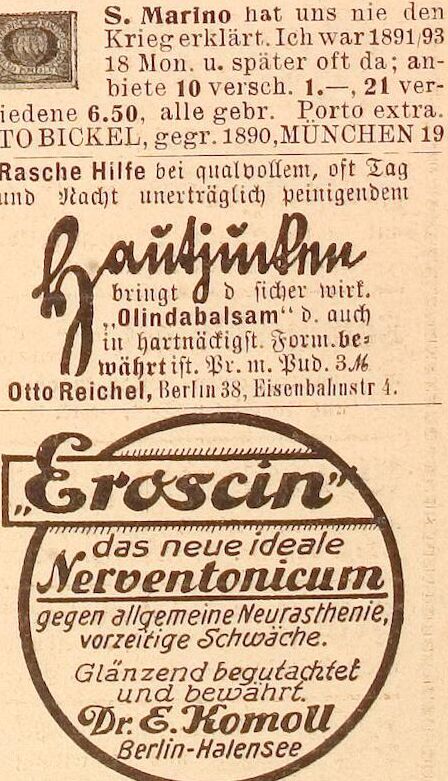 S. Marino hat uns nie den
Krieg erklärt. Ich war 1891/93
18 Mon. u. später oft da; an-
biete 10 versch. 1.—, 21 ver-
iedene 6.50, alle gebr. Porto extra.
TO BICKEL, gegr. 1890, MÜNCHEN 19
Rasche Hilfe bei qualvollem, oft Tag
und Nacht unerträglich peinigendem
Hautjucken
bringt d sicher wirk.
„Olindabalsam“ d. auch
in hartnäckigst. Form. be=
währt ist. Pr. m. Pud. 3 M
Otto Reichel, Berlin 38, Eisenbahnstr 4.
„Eroscin“
das neue ideale
Nerventonicum
gegen allgemeine Neurasthenie,
vorzeitige Schwäche.
Glänzend begutachtet
und bewährt.
Dr. E. Komoll
Berlin-Halensee